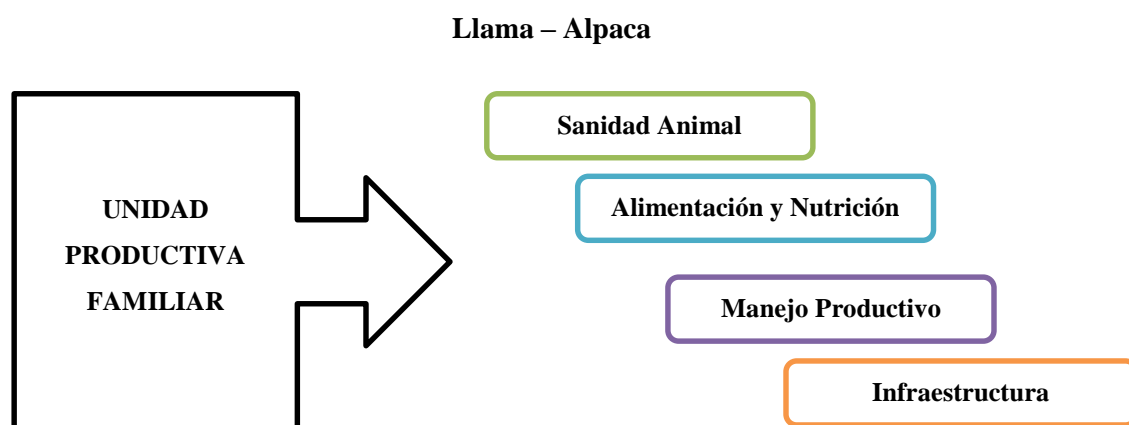 Llama – Alpaca
UNIDAD
PRODUCTIVA
FAMILIAR
Sanidad Animal
Alimentación y Nutrición
Manejo Productivo
Infraestructura